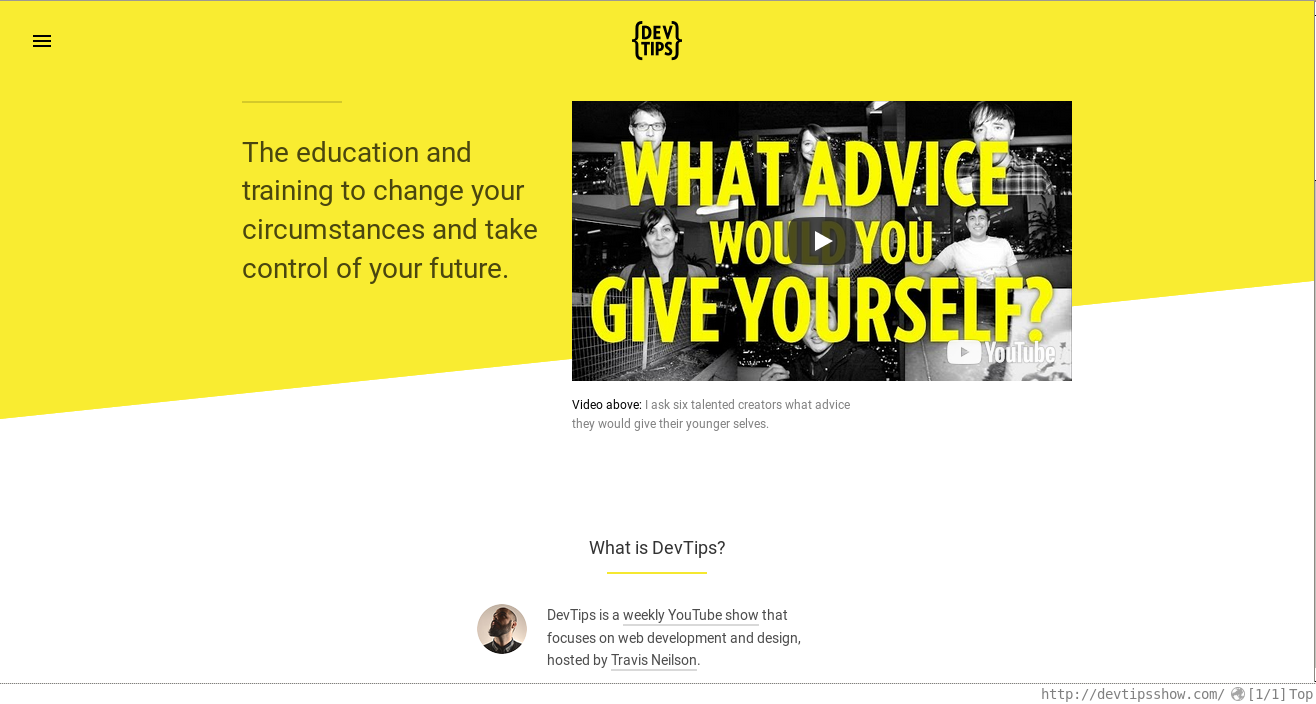 {DEV
TIPS}
The education and
training to change your
circumstances and take
control of your future.
WHAT ADVICE
WOULD YOU
GIVE YOURSELF?
YouTube
Video above: I ask six talented creators what advice
they would give their younger selves.
What is DevTips?
DevTips is a weekly YouTube show that
focuses on web development and design,
hosted by Travis Neilson.
http://devtipsshow.com/ [1/1] Top